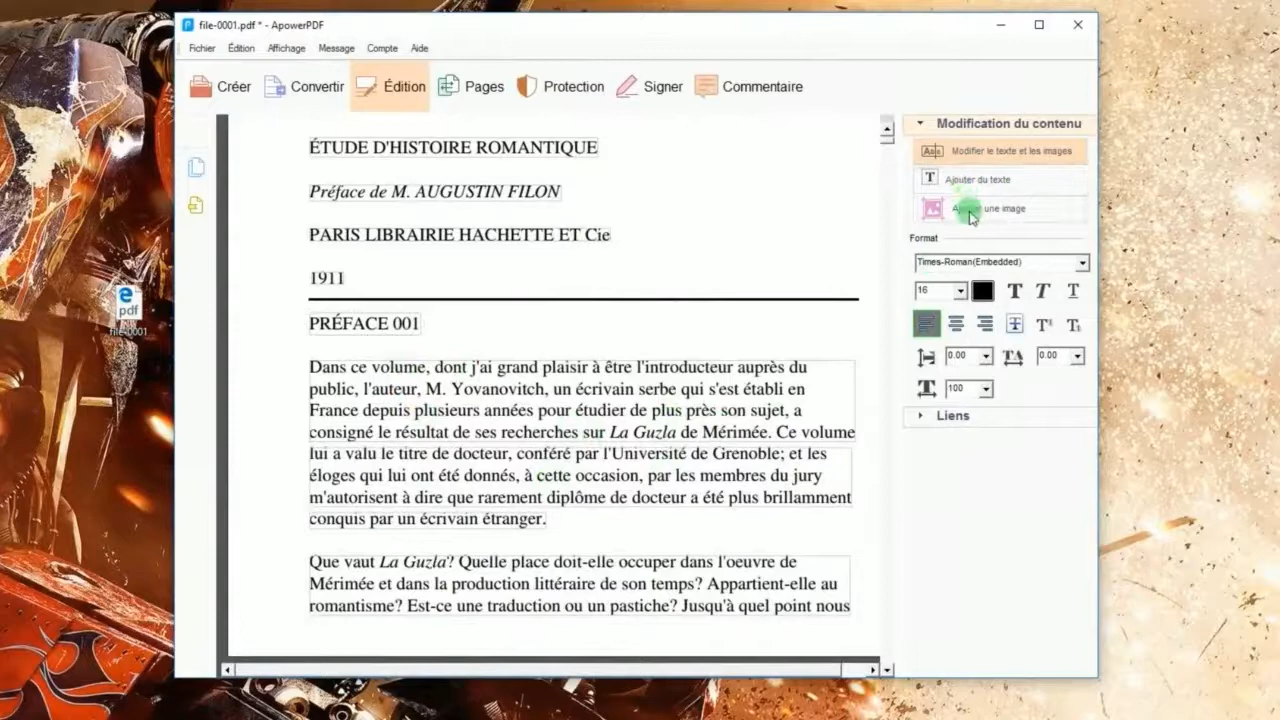 file-0001.pdf * - ApowerPDF
Fichier Édition Affichage Message Compte Aide
Créer Convertir Édition Pages Protection Signer Commentaire
ÉTUDE D'HISTOIRE ROMANTIQUE
Préface de M. AUGUSTIN FILON
PARIS LIBRAIRIE HACHETTE ET Cie
1911
PRÉFACE 001
Dans ce volume, dont j'ai grand plaisir à être l'introducteur auprès du
public, l'auteur, M. Yovanovitch, un écrivain serbe qui s'est établi en
France depuis plusieurs années pour étudier de plus près son sujet, a
consigné le résultat de ses recherches sur La Guzla de Mérimée. Ce volume
lui a valu le titre de docteur, conféré par l'Université de Grenoble; et les
éloges qui lui ont été donnés, à cette occasion, par les membres du jury
m'autorisent à dire que rarement diplôme de docteur a été plus brillamment
conquis par un écrivain étranger.
Que vaut La Guzla? Quelle place doit-elle occuper dans l'oeuvre de
Mérimée et dans la production littéraire de son temps? Appartient-elle au
romantisme? Est-ce une traduction ou un pastiche? Jusqu'à quel point nous
Modification du contenu
Modifier le texte et les images
Ajouter du texte
une image
Format
Times-Roman(Embedded)
16
0.00 0.00
100
Liens
pdf
file-0001